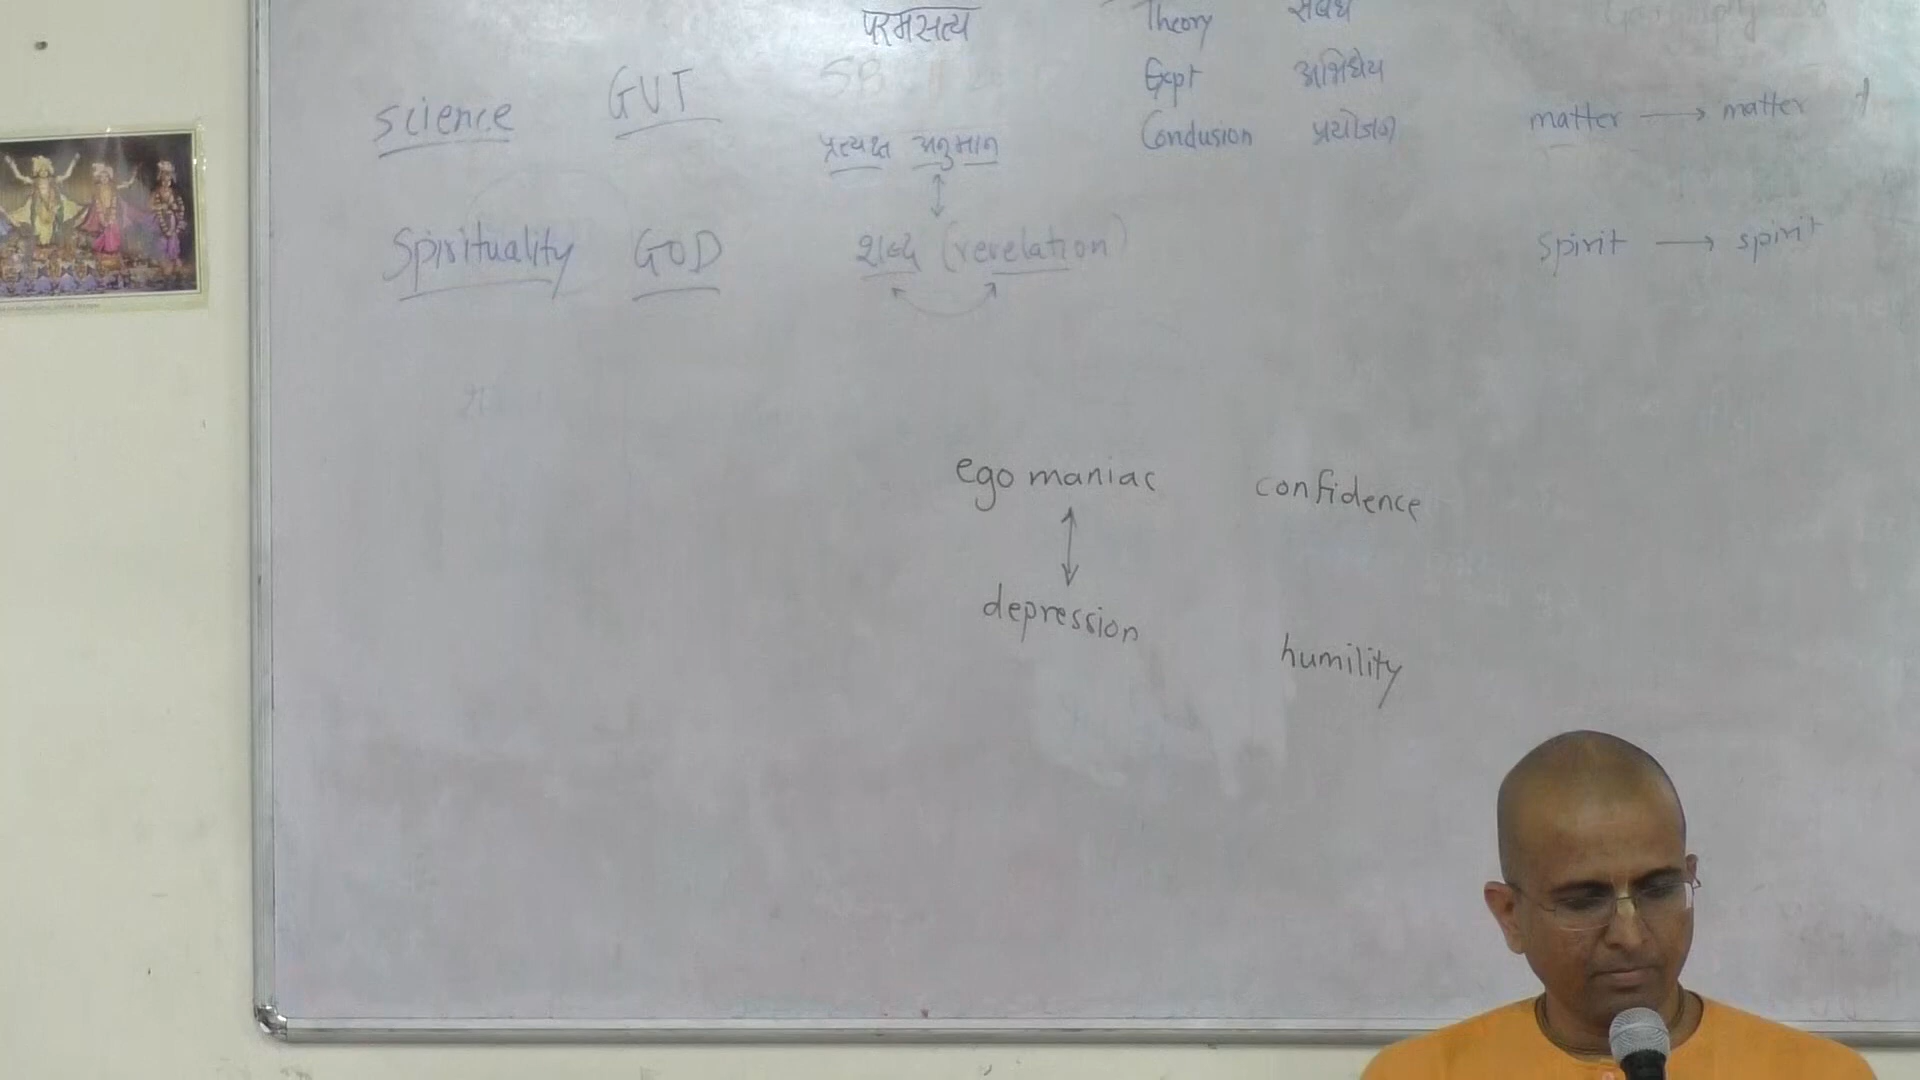 परमसत्य Theory संबंध
science GUT Expt अभिधेय
प्रत्यक्ष अनुमान Conclusion प्रयोजन matter → matter
Spirituality GOD शब्द (revelation) spirit → spirit
ego maniac confidence
↕
depression
humility